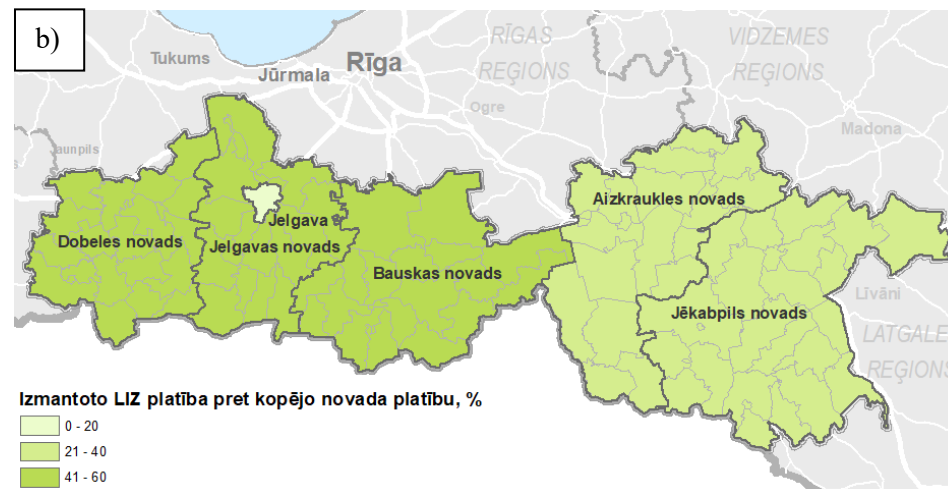 b)
Tukums
Jūrmala
Rīga
RĪGAS
REĢIONS
VIDZEMES
REĢIONS
Ogre
Madona
aunpils
Aizkraukles novads
Dobeles novads
Jelgava
Jelgavas novads
Bauskas novads
Līvāni
Jēkabpils novads
LATGALE
REĢIONS
Izmantoto LIZ platība pret kopējo novada platību, %
0 - 20
21 - 40
41 - 60